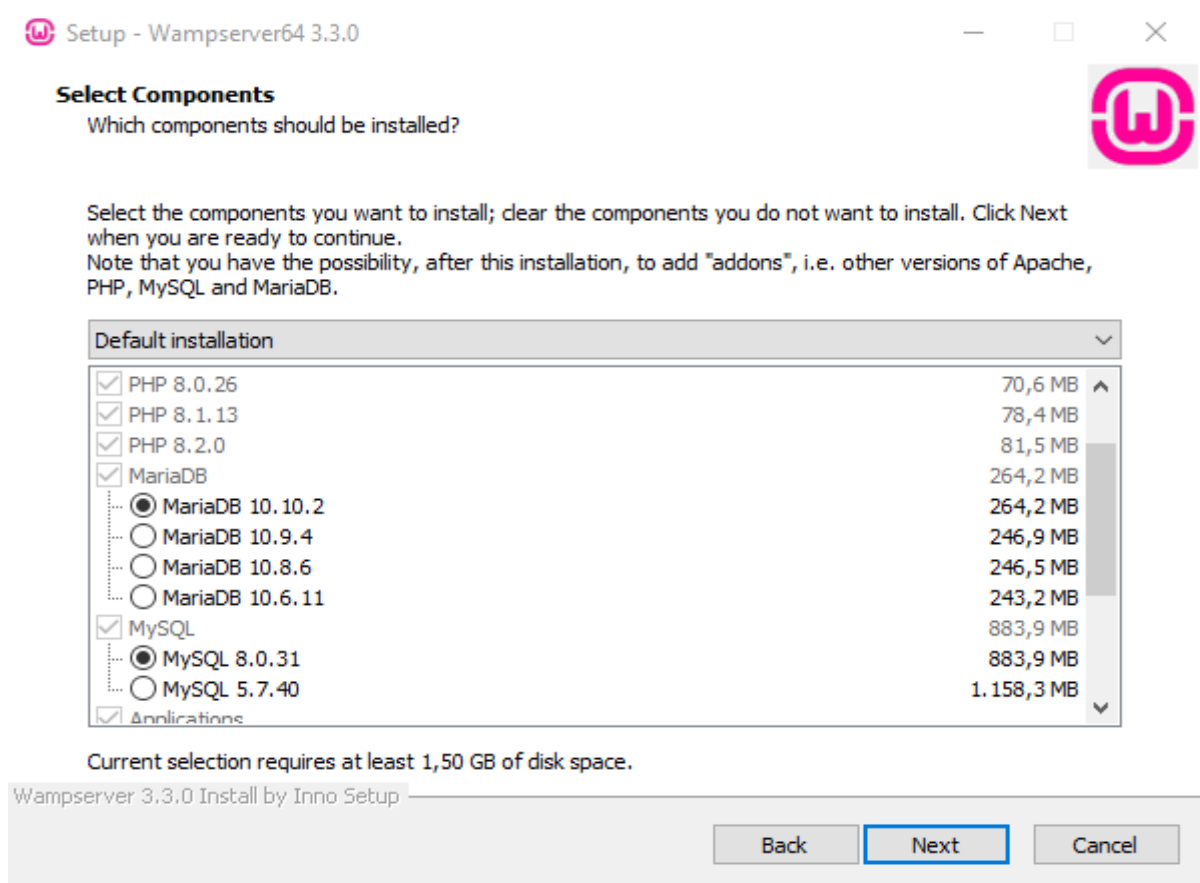 Setup - Wampserver64 3.3.0
Select Components
Which components should be installed?
Select the components you want to install; clear the components you do not want to install. Click Next
when you are ready to continue.
Note that you have the possibility, after this installation, to add "addons", i.e. other versions of Apache,
PHP, MySQL and MariaDB.
Default installation
PHP 8.0.26 70,6 MB
PHP 8.1.13 78,4 MB
PHP 8.2.0 81,5 MB
MariaDB 264,2 MB
MariaDB 10.10.2 264,2 MB
MariaDB 10.9.4 246,9 MB
MariaDB 10.8.6 246,5 MB
MariaDB 10.6.11 243,2 MB
MySQL 883,9 MB
MySQL 8.0.31 883,9 MB
MySQL 5.7.40 1.158,3 MB
Applications
Current selection requires at least 1,50 GB of disk space.
Wampserver 3.3.0 Install by Inno Setup
Back Next Cancel